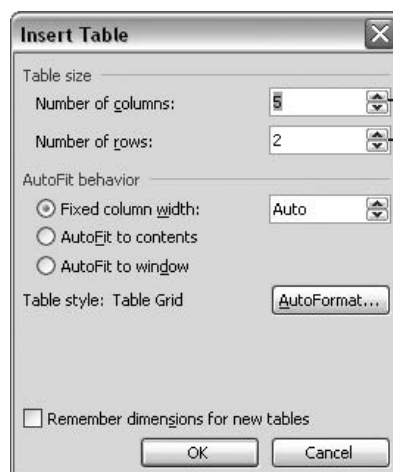 Insert Table
Table size
Number of columns: 5
Number of rows: 2
AutoFit behavior
Fixed column width: Auto
AutoFit to contents
AutoFit to window
Table style: Table Grid AutoFormat...
Remember dimensions for new tables
OK Cancel